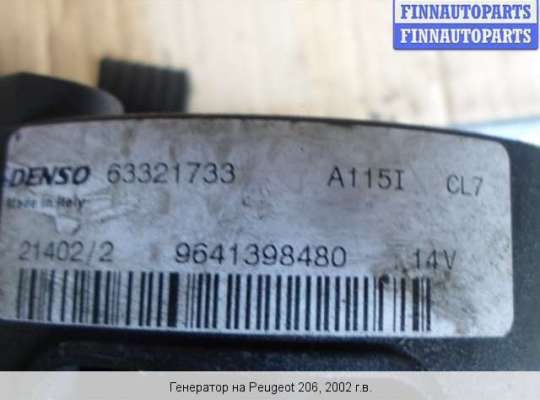 FINNAUTOPARTS
FINNAUTOPARTS
DENSO 63321733 A115I CL7
Made in Italy
21402/2 9641398480 14V
Генератор на Peugeot 206, 2002 г.в.